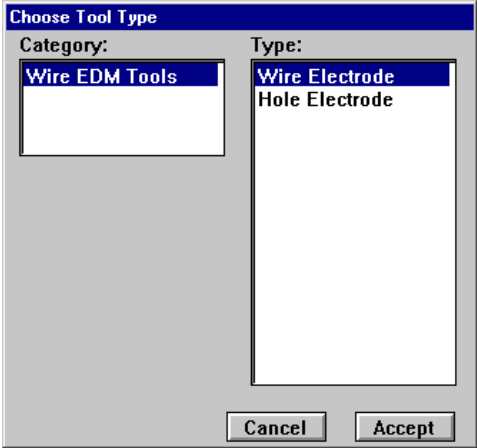 Choose Tool Type
Category:
Wire EDM Tools
Type:
Wire Electrode
Hole Electrode
Cancel
Accept